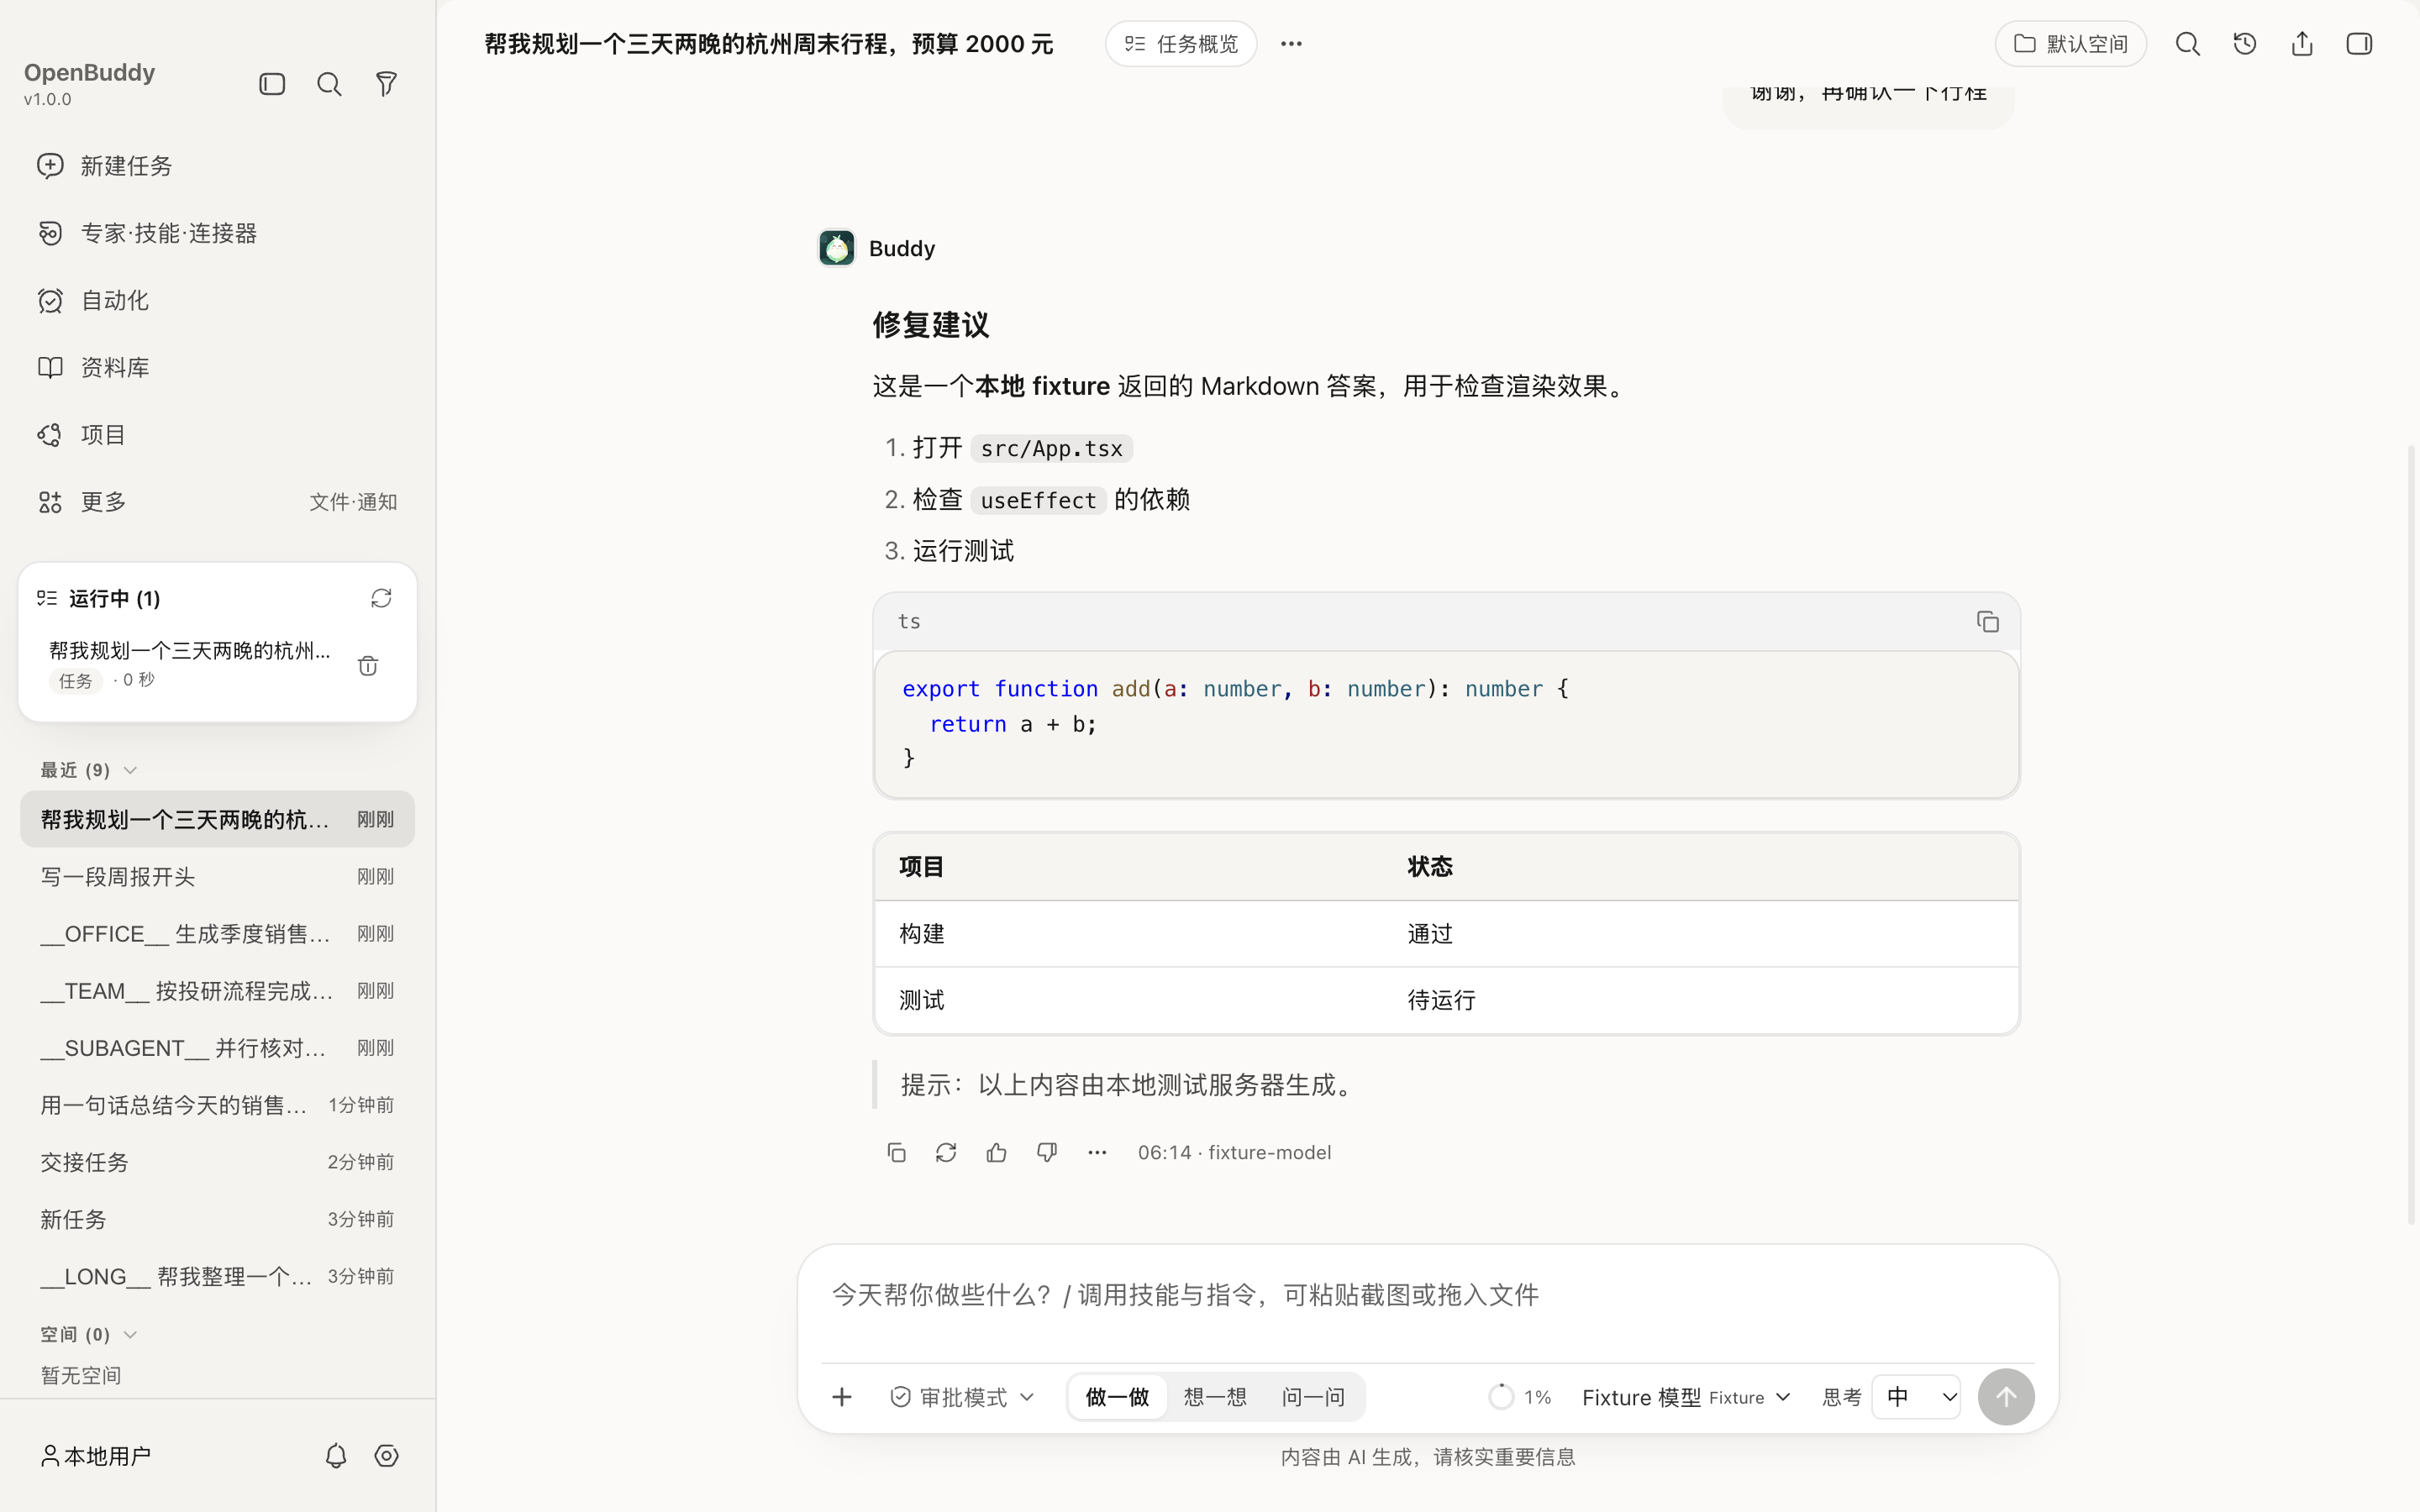 OpenBuddy
v1.0.0
新建任务
专家·技能·连接器
自动化
资料库
项目
更多 文件·通知
运行中 (1)
帮我规划一个三天两晚的杭州...
任务 · 0 秒
最近 (9)
帮我规划一个三天两晚的杭... 刚刚
写一段周报开头 刚刚
__OFFICE__ 生成季度销售... 刚刚
__TEAM__ 按投研流程完成... 刚刚
__SUBAGENT__ 并行核对... 刚刚
用一句话总结今天的销售... 1分钟前
交接任务 2分钟前
新任务 3分钟前
__LONG__ 帮我整理一个... 3分钟前
空间 (0)
暂无空间
本地用户
帮我规划一个三天两晚的杭州周末行程，预算 2000 元 任务概览 默认空间
谢谢，再确认一下行程
Buddy
修复建议
这是一个本地 fixture 返回的 Markdown 答案，用于检查渲染效果。
1. 打开 src/App.tsx
2. 检查 useEffect 的依赖
3. 运行测试
ts
export function add(a: number, b: number): number {
  return a + b;
}
项目 状态
构建 通过
测试 待运行
提示：以上内容由本地测试服务器生成。
06:14 · fixture-model
今天帮你做些什么？/ 调用技能与指令，可粘贴截图或拖入文件
审批模式 做一做 想一想 问一问 1% Fixture 模型 Fixture 思考 中
内容由 AI 生成，请核实重要信息